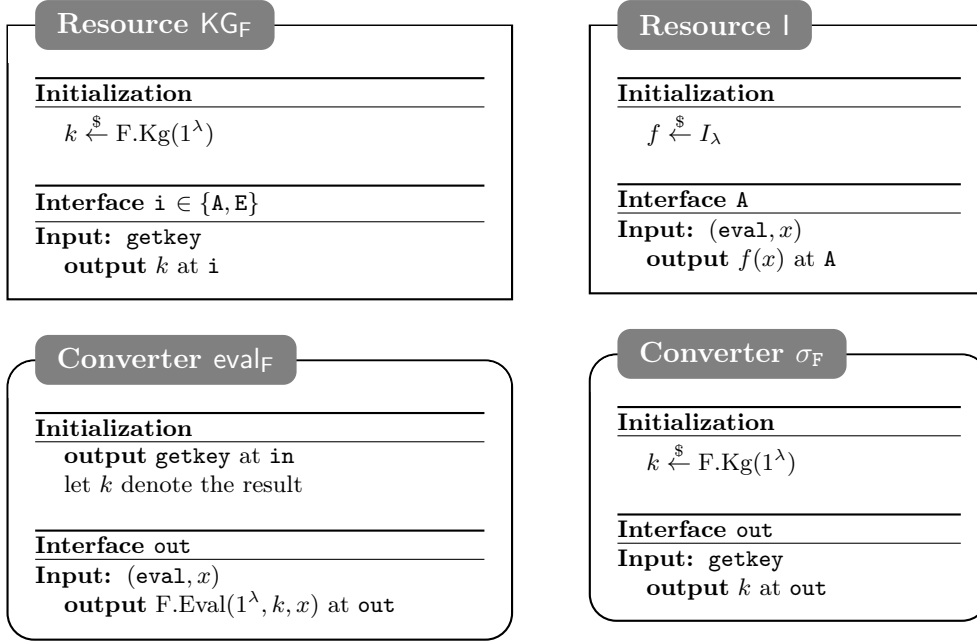 Resource KG_F
Initialization
k ←$ F.Kg(1^λ)
Interface i ∈ {A, E}
Input: getkey
output k at i
Resource I
Initialization
f ←$ I_λ
Interface A
Input: (eval, x)
output f(x) at A
Converter eval_F
Initialization
output getkey at in
let k denote the result
Interface out
Input: (eval, x)
output F.Eval(1^λ, k, x) at out
Converter σ_F
Initialization
k ←$ F.Kg(1^λ)
Interface out
Input: getkey
output k at out